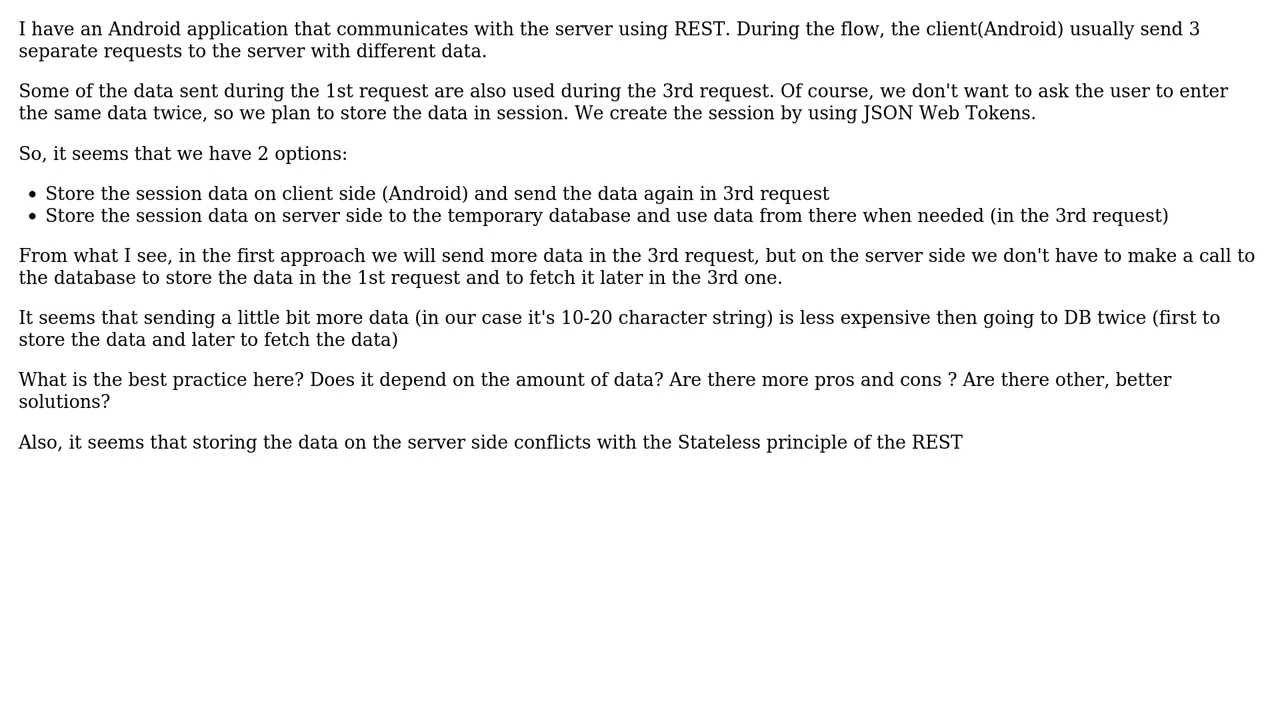 I have an Android application that communicates with the server using REST. During the flow, the client(Android) usually send 3
separate requests to the server with different data.
Some of the data sent during the 1st request are also used during the 3rd request. Of course, we don't want to ask the user to enter
the same data twice, so we plan to store the data in session. We create the session by using JSON Web Tokens.
So, it seems that we have 2 options:
• Store the session data on client side (Android) and send the data again in 3rd request
• Store the session data on server side to the temporary database and use data from there when needed (in the 3rd request)
From what I see, in the first approach we will send more data in the 3rd request, but on the server side we don't have to make a call to
the database to store the data in the 1st request and to fetch it later in the 3rd one.
It seems that sending a little bit more data (in our case it's 10-20 character string) is less expensive then going to DB twice (first to
store the data and later to fetch the data)
What is the best practice here? Does it depend on the amount of data? Are there more pros and cons ? Are there other, better
solutions?
Also, it seems that storing the data on the server side conflicts with the Stateless principle of the REST